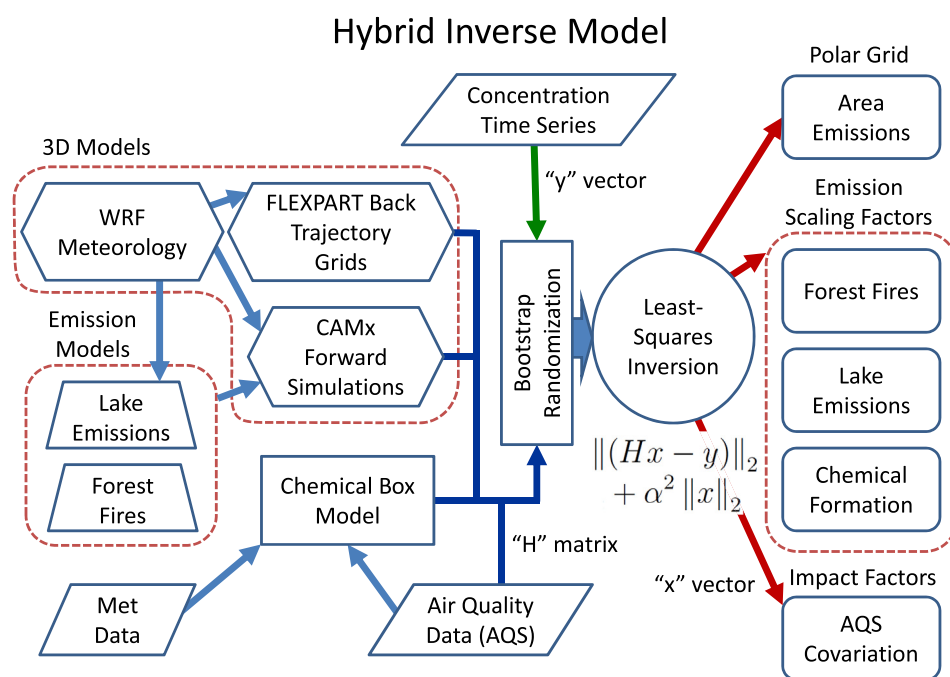 Hybrid Inverse Model
Polar Grid
Concentration
Time Series
Area
Emissions
3D Models
“y” vector
Emission
Scaling Factors
WRF
Meteorology
FLEXPART Back
Trajectory
Grids
Bootstrap
Randomization
Least-
Squares
Inversion
Forest Fires
Emission
Models
CAMx
Forward
Simulations
Lake
Emissions
Lake
Emissions
‖(Hx − y)‖₂
+ α² ‖x‖₂
Forest
Fires
Chemical Box
Model
Chemical
Formation
“H” matrix
“x” vector
Impact Factors
Met
Data
Air Quality
Data (AQS)
AQS
Covariation